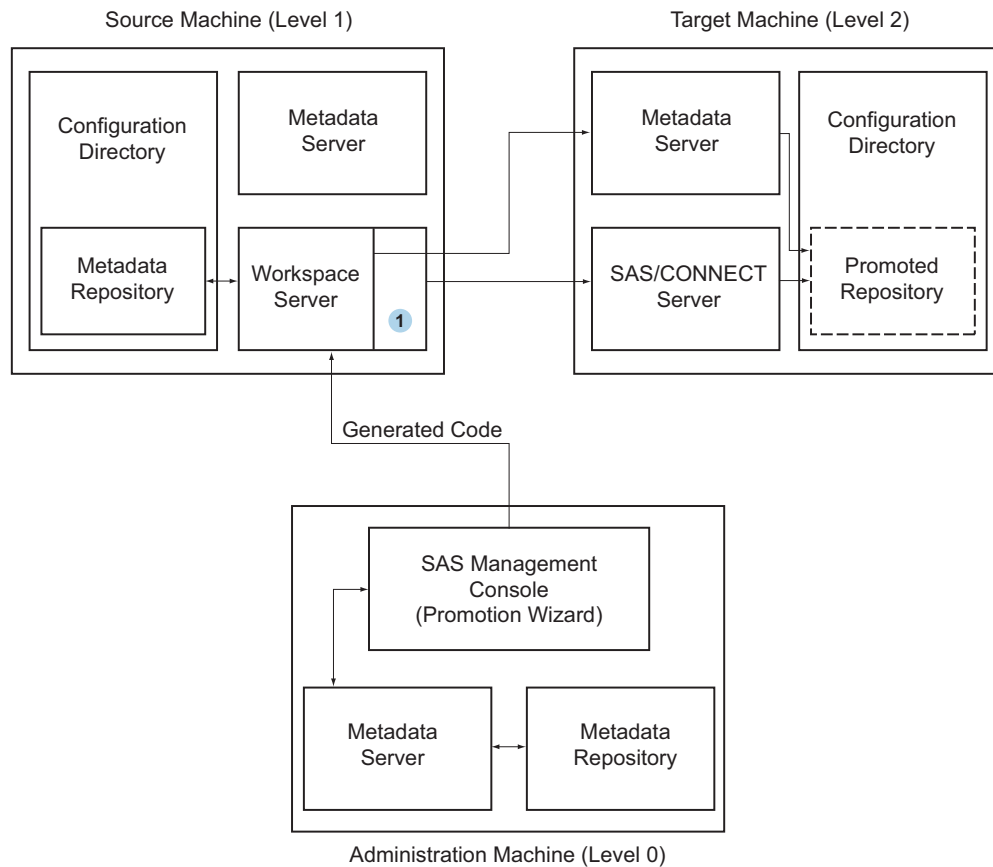 Source Machine (Level 1)
Target Machine (Level 2)
Configuration
Directory
Metadata
Server
Metadata
Server
Configuration
Directory
Metadata
Repository
Workspace
Server
1
SAS/CONNECT
Server
Promoted
Repository
Generated Code
SAS Management
Console
(Promotion Wizard)
Metadata
Server
Metadata
Repository
Administration Machine (Level 0)